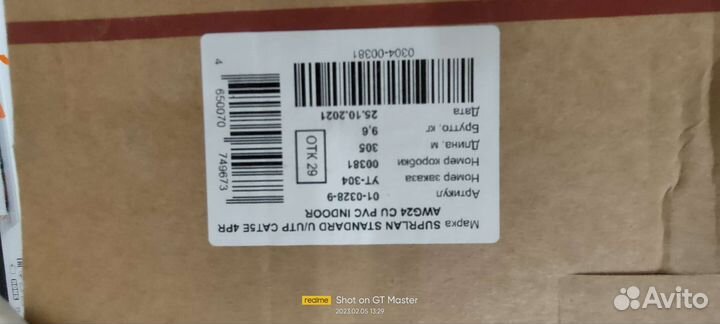 Марка SUPRLAN STANDARD U/UTP CAT5E 4PR
AWG24 CU PVC INDOOR
Артикул 01-0328-9
Номер заказа УТ-304
Номер коробки 00381
Длина, м 305
Брутто, кг 9,6
Дата 25.10.2021
ОТК 29
0304-00381
4 650070 749673
realme Shot on GT Master
2023.02.05 13:29
Avito